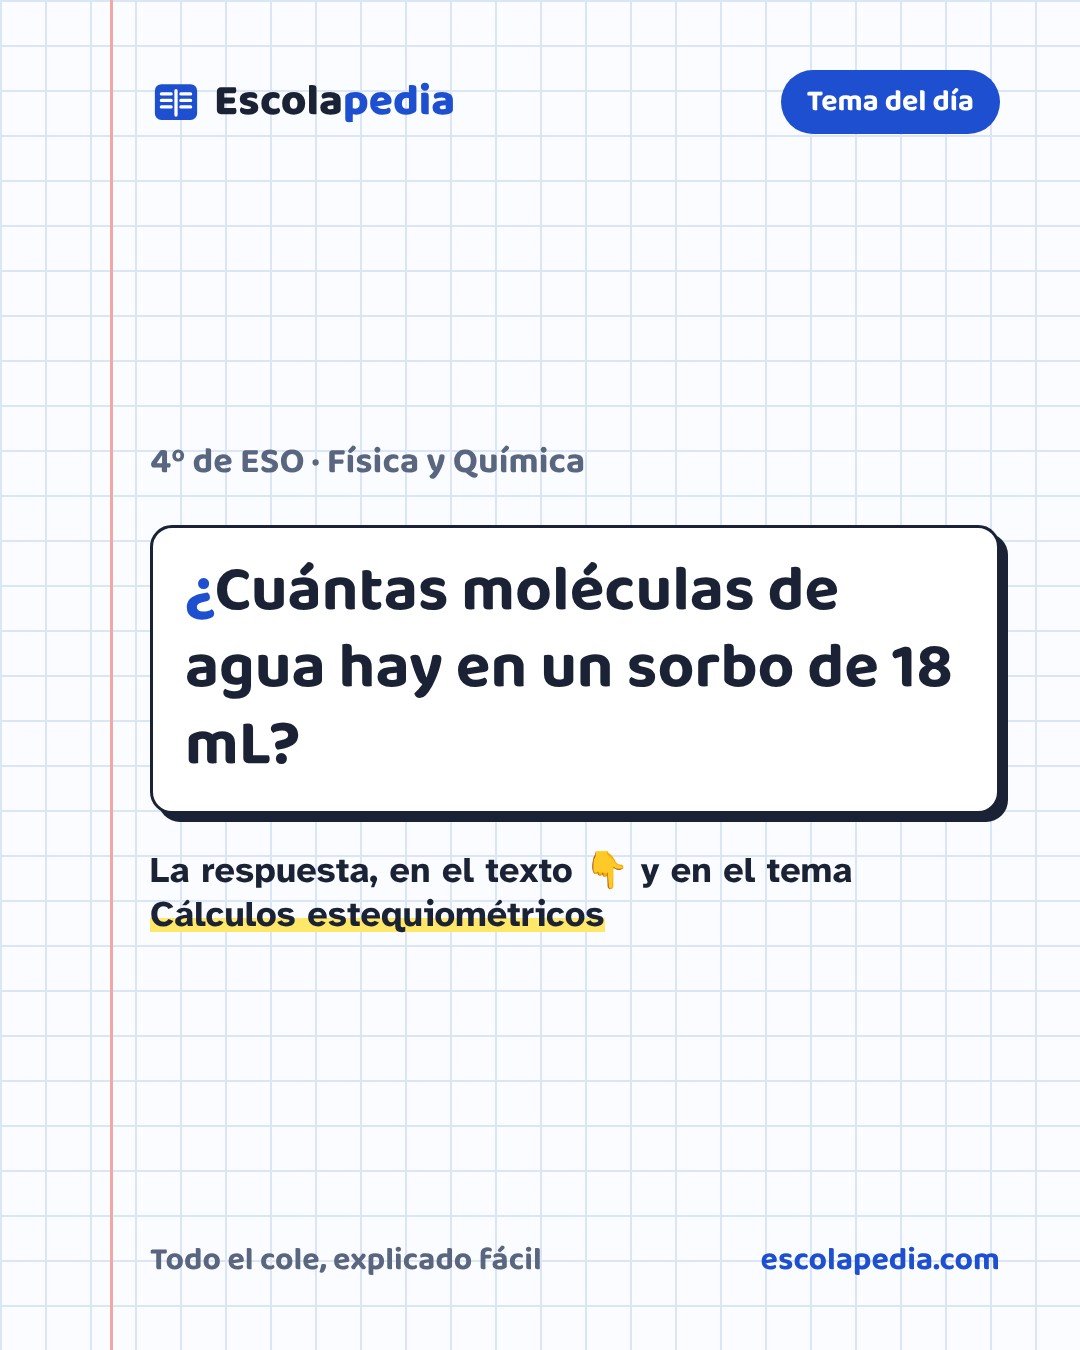 Escolapedia
Tema del día
4º de ESO · Física y Química
¿Cuántas moléculas de
agua hay en un sorbo de 18
mL?
La respuesta, en el texto 👇 y en el tema
Cálculos estequiométricos
Todo el cole, explicado fácil
escolapedia.com